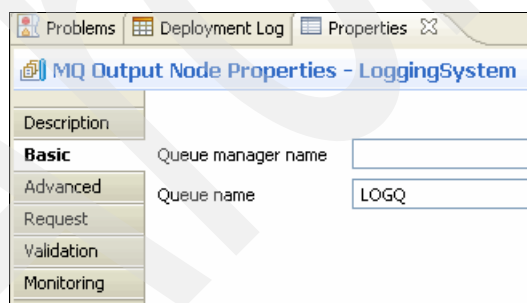 Problems Deployment Log Properties
MQ Output Node Properties - LoggingSystem
Description
Basic
Queue manager name
Advanced
Queue name LOGQ
Request
Validation
Monitoring